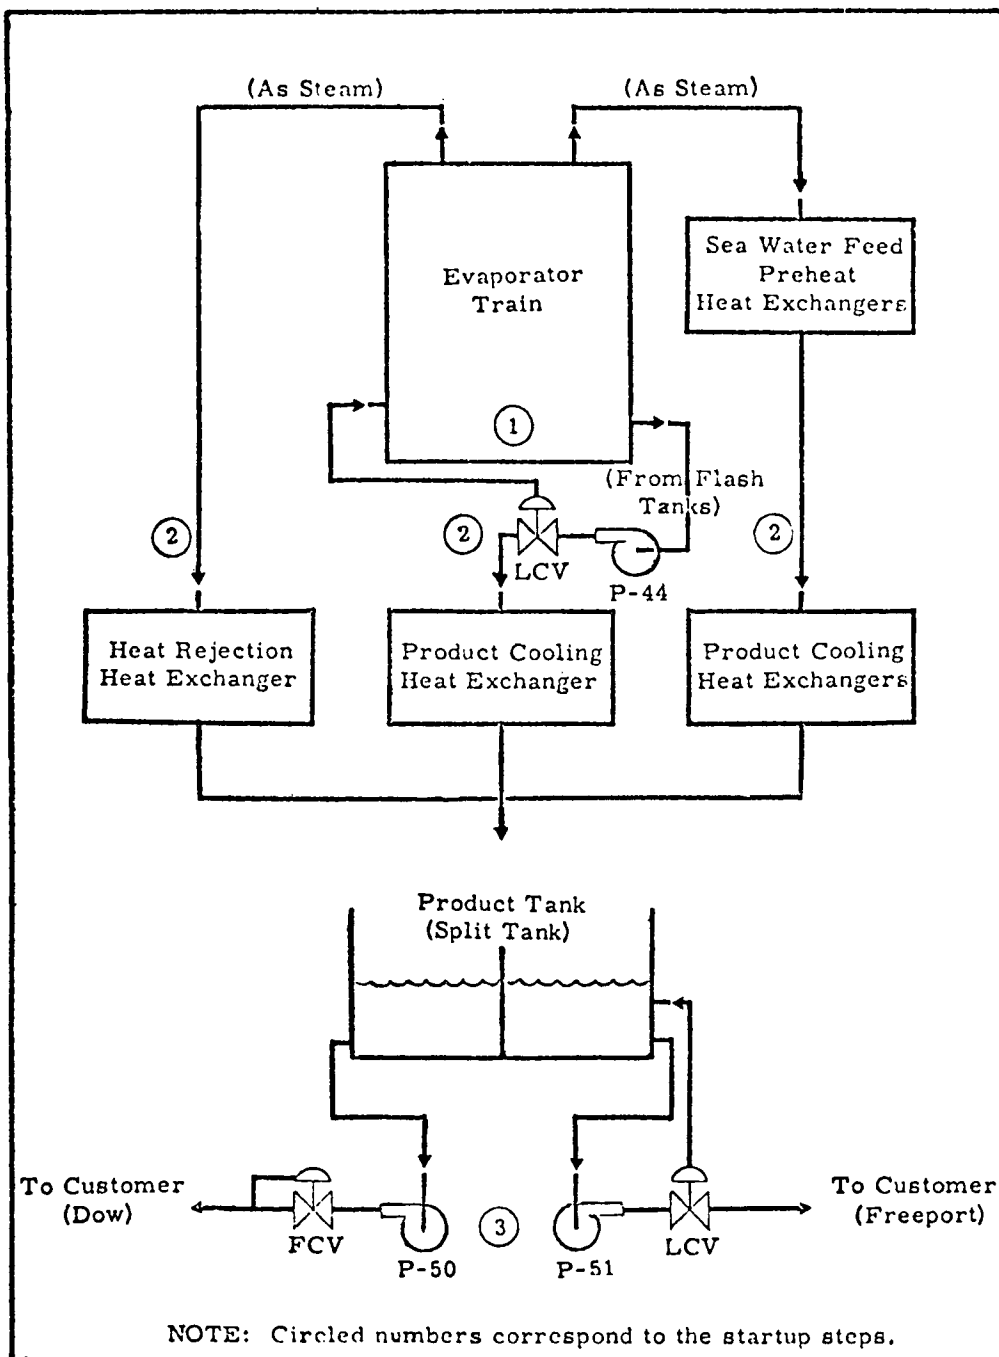 (As Steam)
(As Steam)
Evaporator
Train
Sea Water Feed
Preheat
Heat Exchangers
1
(From Flash
Tanks)
2
2
2
LCV
P-44
Heat Rejection
Heat Exchanger
Product Cooling
Heat Exchanger
Product Cooling
Heat Exchangers
Product Tank
(Split Tank)
To Customer
(Dow)
FCV
P-50
3
P-51
LCV
To Customer
(Freeport)
NOTE: Circled numbers correspond to the startup steps.